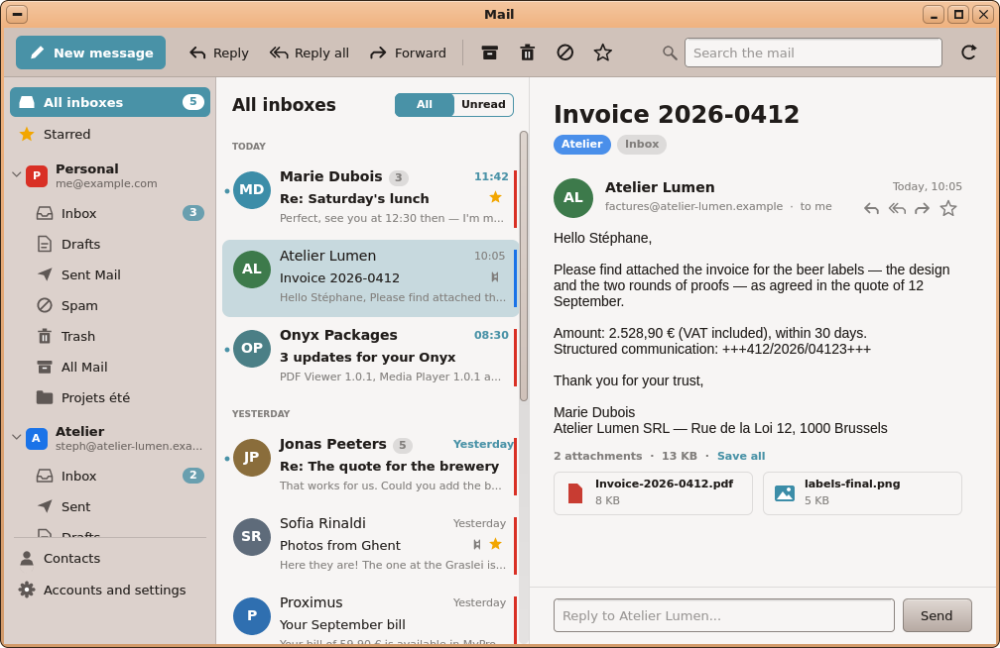 Mail
New message
Reply
Reply all
Forward
Search the mail
All inboxes
5
Starred
P
Personal
me@example.com
Inbox
3
Drafts
Sent Mail
Spam
Trash
All Mail
Projets été
A
Atelier
steph@atelier-lumen.exa...
Inbox
2
Sent
Drafts
Contacts
Accounts and settings
All inboxes
All
Unread
TODAY
MD
Marie Dubois
3
11:42
Re: Saturday's lunch
Perfect, see you at 12:30 then — I'm m...
AL
Atelier Lumen
10:05
Invoice 2026-0412
Hello Stéphane, Please find attached th...
OP
Onyx Packages
08:30
3 updates for your Onyx
PDF Viewer 1.0.1, Media Player 1.0.1 a...
YESTERDAY
JP
Jonas Peeters
5
Yesterday
Re: The quote for the brewery
That works for us. Could you add the b...
SR
Sofia Rinaldi
Yesterday
Photos from Ghent
Here they are! The one at the Graslei is...
P
Proximus
Yesterday
Your September bill
Your bill of 59,90 € is available in MyPro...
Invoice 2026-0412
Atelier
Inbox
AL
Atelier Lumen
Today, 10:05
factures@atelier-lumen.example · to me
Hello Stéphane,
Please find attached the invoice for the beer labels — the design
and the two rounds of proofs — as agreed in the quote of 12
September.
Amount: 2.528,90 € (VAT included), within 30 days.
Structured communication: +++412/2026/04123+++
Thank you for your trust,
Marie Dubois
Atelier Lumen SRL — Rue de la Loi 12, 1000 Brussels
2 attachments · 13 KB · Save all
Invoice-2026-0412.pdf
8 KB
labels-final.png
5 KB
Reply to Atelier Lumen...
Send